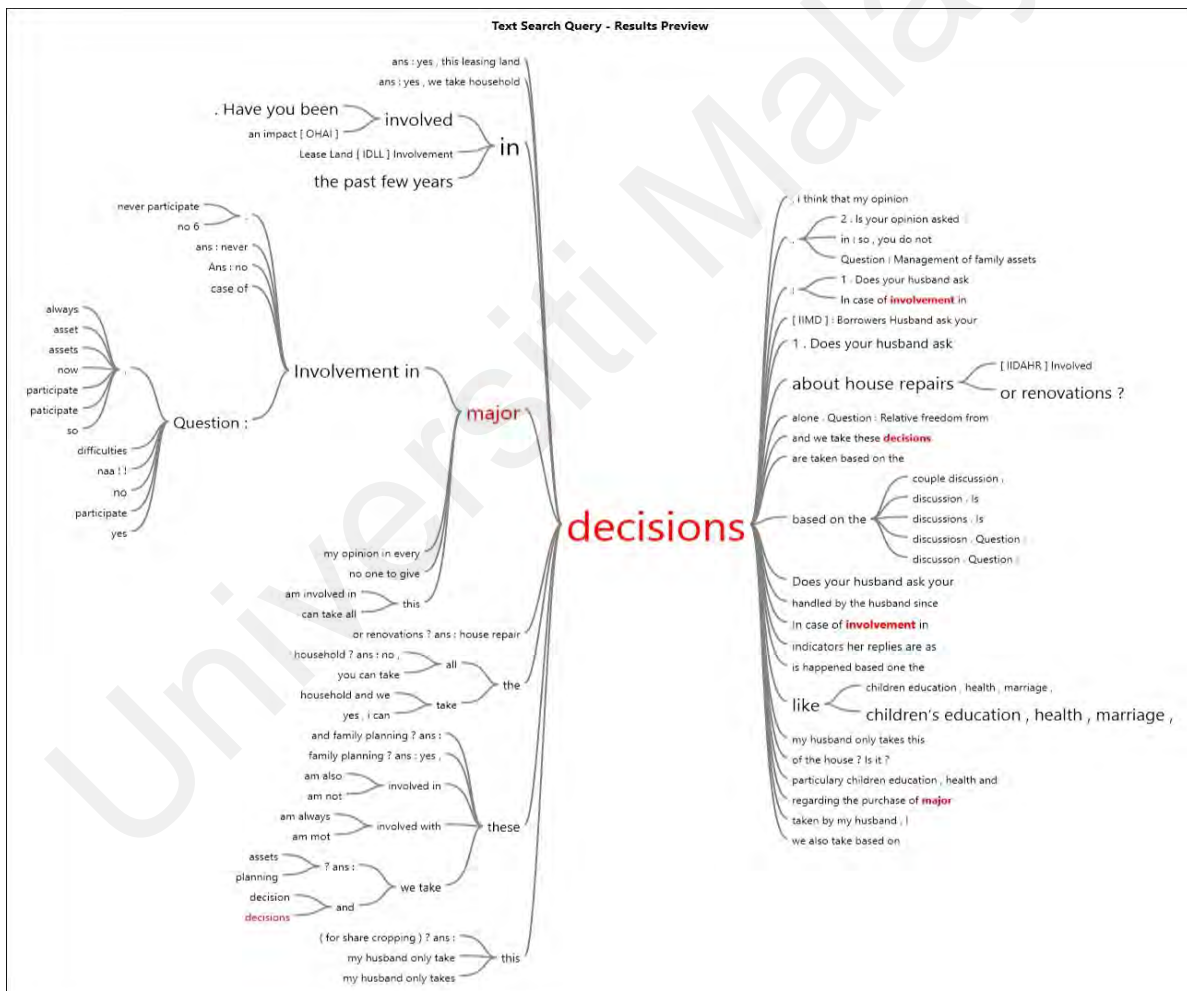 Text Search Query - Results Preview
ans : yes , this leasing land
ans : yes , we take household
. Have you been
an impact [ OHAI ]
involved
Lease Land [ IDLL ] Involvement
the past few years
in
never participate
no 6
.
ans : never
Ans : no
case of
always
asset
assets
now
participate
paticipate
so
.
difficulties
naa ! !
no
participate
yes
Question :
Involvement in
my opinion in every
no one to give
am involved in
can take all
this
major
or renovations ? ans : house repair
household ? ans : no ,
you can take
all
household and we
yes , i can
take
the
and family planning ? ans :
family planning ? ans : yes ,
am also
am not
involved in
am always
am mot
involved with
assets
planning
? ans :
decision
decisions
and
we take
these
( for share cropping ) ? ans :
my husband only take
my husband only takes
this
decisions
, i think that my opinion
2 . Is your opinion asked
in : so , you do not
Question : Management of family assets
1 . Does your husband ask
In case of involvement in
[ IIMD ] : Borrowers Husband ask your
1 . Does your husband ask
about house repairs
[ IIDAHR ] Involved
or renovations ?
alone . Question : Relative freedom from
and we take these decisions
are taken based on the
based on the
couple discussion ,
discussion . Is
discussions . Is
discussiosn . Question
discusson . Question
Does your husband ask your
handled by the husband since
In case of involvement in
indicators her replies are as
is happened based one the
like
children education , health , marriage ,
children's education , health , marriage ,
my husband only takes this
of the house ? Is it ?
particulary children education , health and
regarding the purchase of major
taken by my husband , I
we also take based on
Universiti Malay